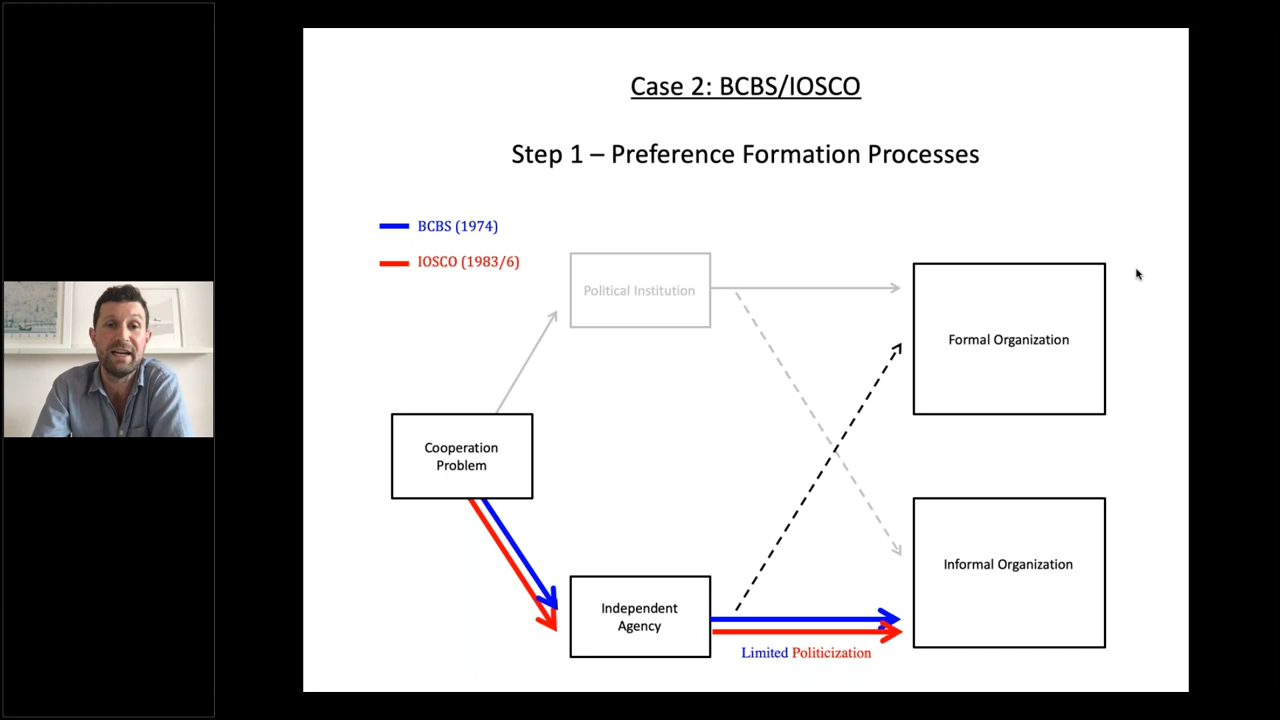 Case 2: BCBS/IOSCO
Step 1 – Preference Formation Processes
BCBS (1974)
IOSCO (1983/6)
Political Institution
Formal Organization
Cooperation
Problem
Informal Organization
Independent
Agency
Limited Politicization